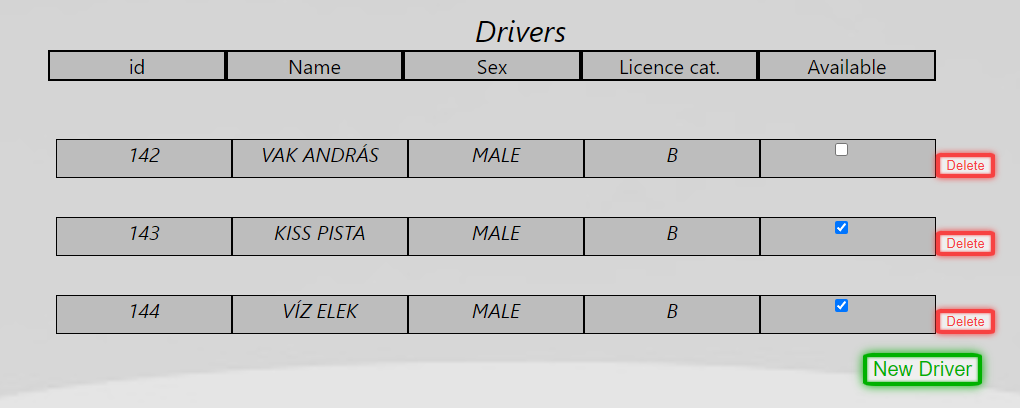 Drivers
id Name Sex Licence cat. Available
142 VAK ANDRÁS MALE B
Delete
143 KISS PISTA MALE B
Delete
144 VÍZ ELEK MALE B
Delete
New Driver